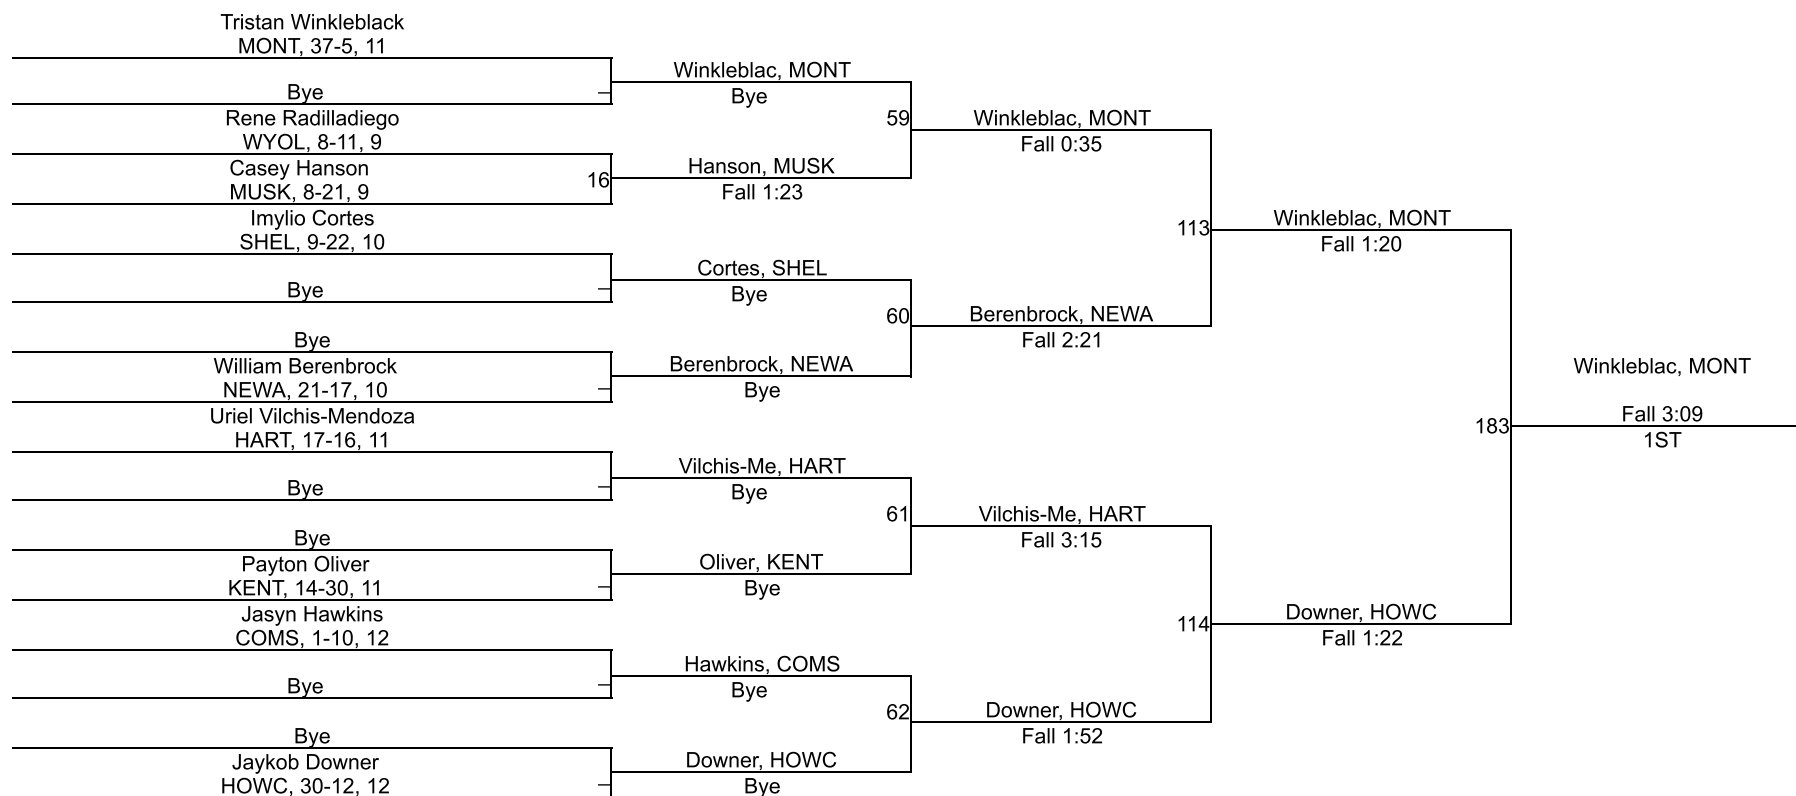 Tristan Winkleblack
MONT, 37-5, 11
Bye
Rene Radilladiego
WYOL, 8-11, 9
Casey Hanson
MUSK, 8-21, 9
16
Imylio Cortes
SHEL, 9-22, 10
Bye
Bye
William Berenbrock
NEWA, 21-17, 10
Uriel Vilchis-Mendoza
HART, 17-16, 11
Bye
Bye
Payton Oliver
KENT, 14-30, 11
Jasyn Hawkins
COMS, 1-10, 12
Bye
Bye
Jaykob Downer
HOWC, 30-12, 12
Winkleblac, MONT
Bye
59
Hanson, MUSK
Fall 1:23
Cortes, SHEL
Bye
60
Berenbrock, NEWA
Bye
Vilchis-Me, HART
Bye
61
Oliver, KENT
Bye
Hawkins, COMS
Bye
62
Downer, HOWC
Bye
Winkleblac, MONT
Fall 0:35
113
Berenbrock, NEWA
Fall 2:21
Vilchis-Me, HART
Fall 3:15
114
Downer, HOWC
Fall 1:52
Winkleblac, MONT
Fall 1:20
183
Downer, HOWC
Fall 1:22
Winkleblac, MONT
Fall 3:09
1ST